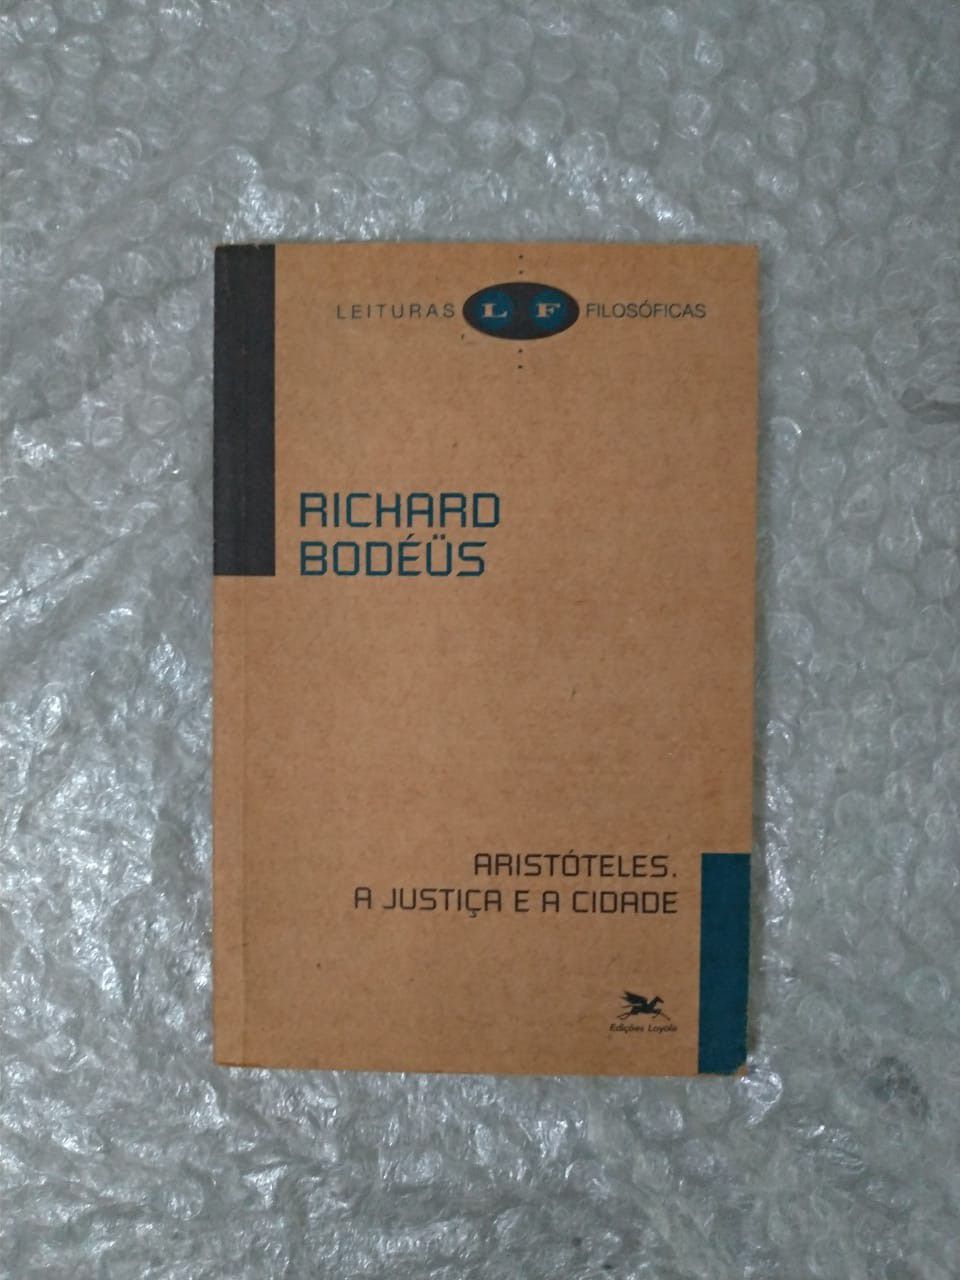 LEITURAS L F FILOSÓFICAS
RICHARD
BODÉÜS
ARISTÓTELES.
A JUSTIÇA E A CIDADE
Edições Loyola